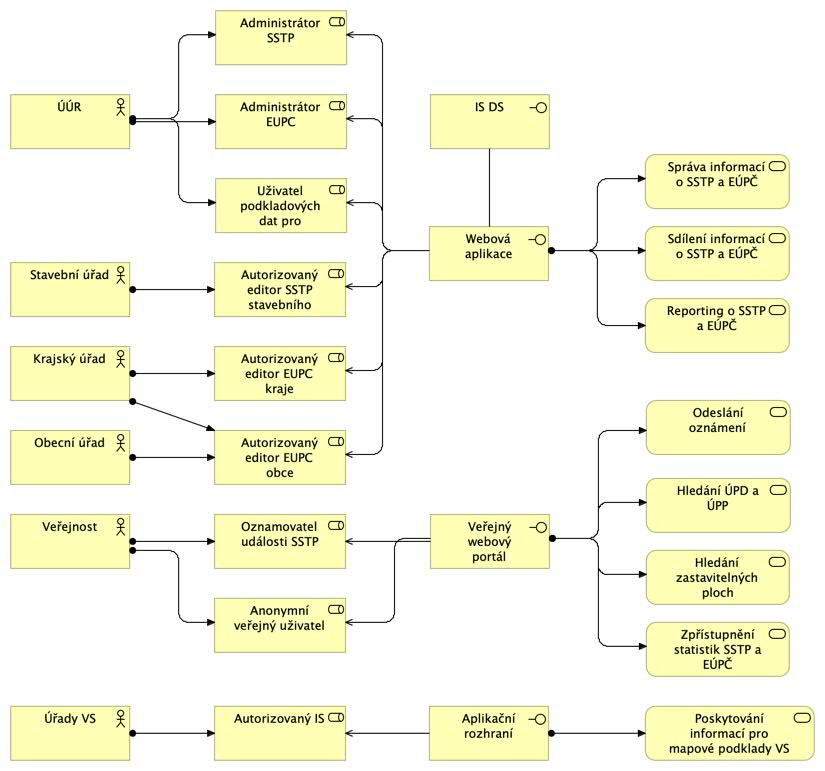 Administrátor
SSTP
ÚÚR
Administrátor
EUPC
IS DS
Uživatel
podkladových
dat pro
Správa informací
o SSTP a EÚPČ
Webová
aplikace
Sdílení informací
o SSTP a EÚPČ
Stavební úřad
Autorizovaný
editor SSTP
stavebního
Reporting o SSTP
a EÚPČ
Krajský úřad
Autorizovaný
editor EUPC
kraje
Obecní úřad
Autorizovaný
editor EUPC
obce
Odeslání
oznámení
Hledání ÚPD a
ÚPP
Veřejnost
Oznamovatel
události SSTP
Veřejný
webový
portál
Hledání
zastavitelných
ploch
Anonymní
veřejný uživatel
Zpřístupnění
statistik SSTP a
EÚPČ
Úřady VS
Autorizovaný IS
Aplikační
rozhraní
Poskytování
informací pro
mapové podklady VS